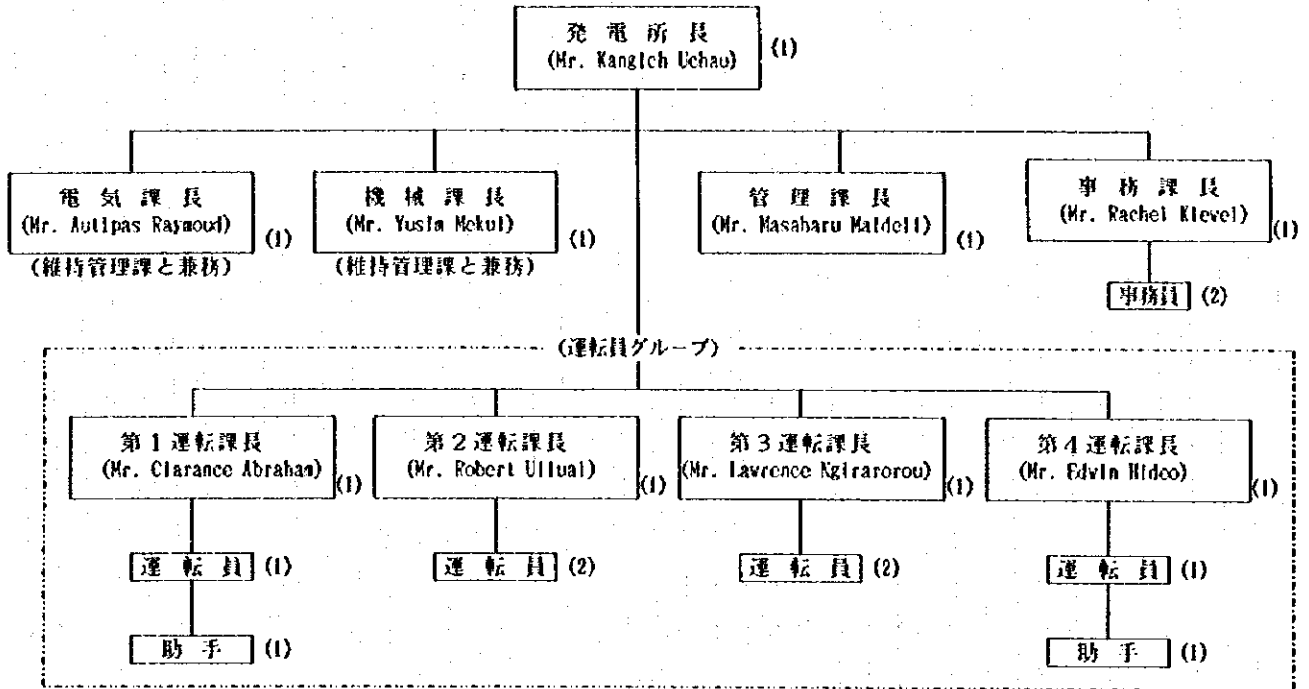 発電所長
(Mr. Kangich Uchau)
(1)
電気課長
(Mr. Autipas Raymoud)
(1)
(維持管理課と兼務)
機械課長
(Mr. Yusim Mekul)
(1)
(維持管理課と兼務)
管理課長
(Mr. Masaharu Maidell)
(1)
事務課長
(Mr. Rachel Klevel)
(1)
事務員 (2)
(運転員グループ)
第1運転課長
(Mr. Clarance Abraham)
(1)
運転員 (1)
助手 (1)
第2運転課長
(Mr. Robert Ullual)
(1)
運転員 (2)
第3運転課長
(Mr. Lawrence Ngirarorou)
(1)
運転員 (2)
第4運転課長
(Mr. Edwin Hideo)
(1)
運転員 (1)
助手 (1)